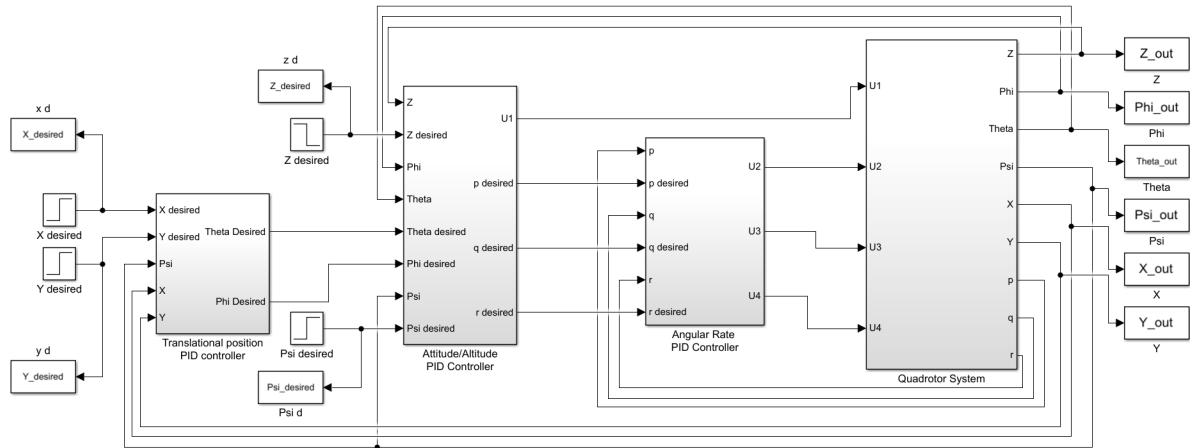 x d
X_desired
X desired
Y desired
y d
Y_desired
X desired
Y desired
Psi
X
Y
Theta Desired
Phi Desired
Translational position
PID controller
z d
Z_desired
Z desired
Psi desired
Psi_desired
Psi d
Z
Z desired
Phi
Theta
Theta desired
Phi desired
Psi
Psi desired
U1
p desired
q desired
r desired
Attitude/Altitude
PID Controller
p
p desired
q
q desired
r
r desired
U2
U3
U4
Angular Rate
PID Controller
U1
U2
U3
U4
Z
Phi
Theta
Psi
X
Y
p
q
r
Quadrotor System
Z_out
Z
Phi_out
Phi
Theta_out
Theta
Psi_out
Psi
X_out
X
Y_out
Y